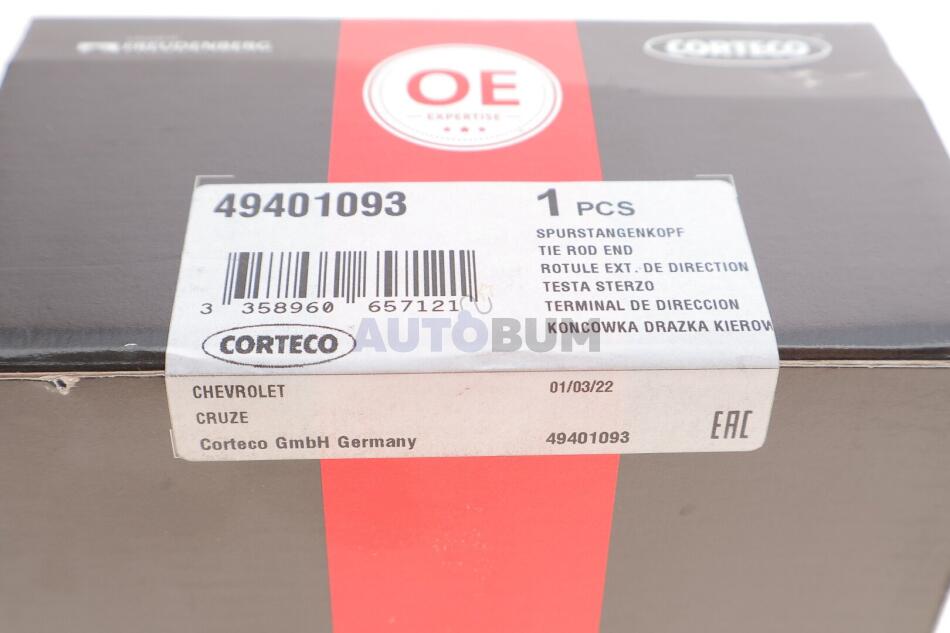 FREUDENBERG
CORTECO
OE
EXPERTISE
49401093
1 PCS
SPURSTANGENKOPF
TIE ROD END
ROTULE EXT. DE DIRECTION
TESTA STERZO
TERMINAL DE DIRECCION
KONCOWKA DRAZKA KIEROW
3 358960 657121
CORTECO
AUTOBUM
CHEVROLET
01/03/22
CRUZE
Corteco GmbH Germany
49401093
EAC